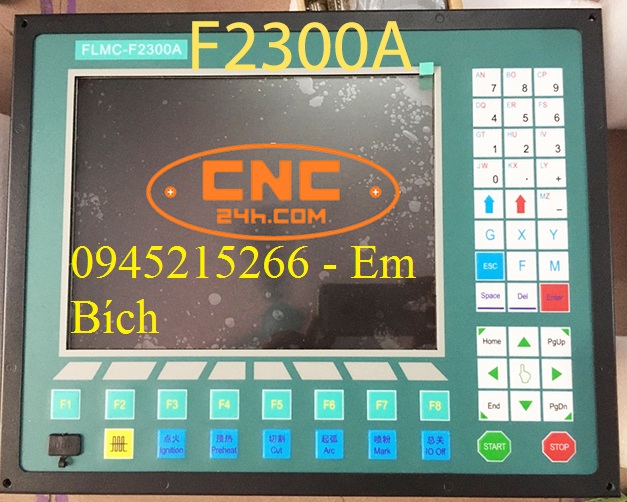 F2300A
FLMC-F2300A
CNC
24h.COM
0945215266 - Em
Bích
AN 7 BO 8 CP 9
DQ 4 ER 5 FS 6
GT 1 HU 2 IV 3
JW 0 KX . LY +
MZ –
G X Y
ESC F M
Space Del Enter
Home PgUp
End PgDn
F1 F2 F3 F4 F5 F6 F7 F8
点火 预热 切割 起弧 喷粉 总关
Ignition Preheat Cut Arc Mark IO Off
START STOP